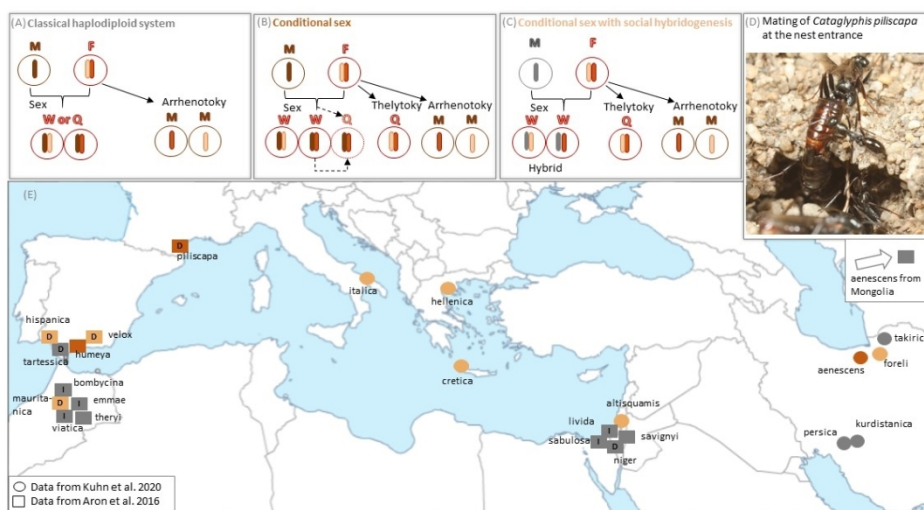 (A) Classical haplodiploid system
M
F
Sex
Arrhenotoky
W or Q
M
M
(B) Conditional sex
M
F
Sex
Thelytoky
Arrhenotoky
W
W
Q
Q
M
M
(C) Conditional sex with social hybridogenesis
M
F
Sex
Thelytoky
Arrhenotoky
W
W
Q
M
M
Hybrid
(D) Mating of Cataglyphis piliscapa
at the nest entrance
(E)
D
piliscapa
italica
hellenica
aenescens from
Mongolia
hispanica
D
D
velox
D
tartessica
humeya
cretica
takiric
aenescens
foreli
bombycina
I
maurita-
nica
D
I
emmae
I
viatica
theryi
altisquamis
livida
I
sabulosa
I
savignyi
D
niger
persica
kurdistanica
Data from Kuhn et al. 2020
Data from Aron et al. 2016